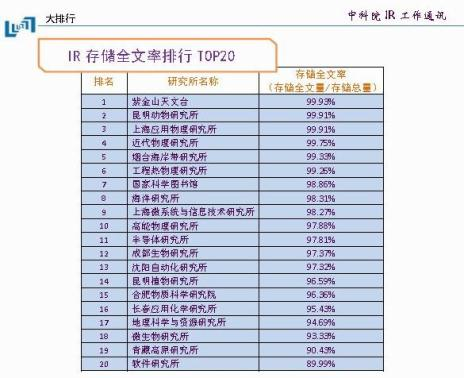 大排行
中科院 IR 工作通讯
IR 存储全文率排行 TOP20
排名 研究所名称 存储全文率
(存储全文量/存储总量)
1 紫金山天文台 99.93%
2 昆明动物研究所 99.91%
3 上海应用物理研究所 99.91%
4 近代物理研究所 99.75%
5 烟台海岸带研究所 99.33%
6 工程热物理研究所 99.26%
7 国家科学图书馆 98.86%
8 海洋研究所 98.31%
9 上海微系统与信息技术研究所 98.27%
10 高能物理研究所 97.88%
11 半导体研究所 97.81%
12 成都生物研究所 97.37%
13 沈阳自动化研究所 97.32%
14 昆明植物研究所 96.59%
15 合肥物质科学研究院 96.36%
16 长春应用化学研究所 95.43%
17 地理科学与资源研究所 94.69%
18 微生物研究所 93.33%
19 青藏高原研究所 90.43%
20 软件研究所 89.99%